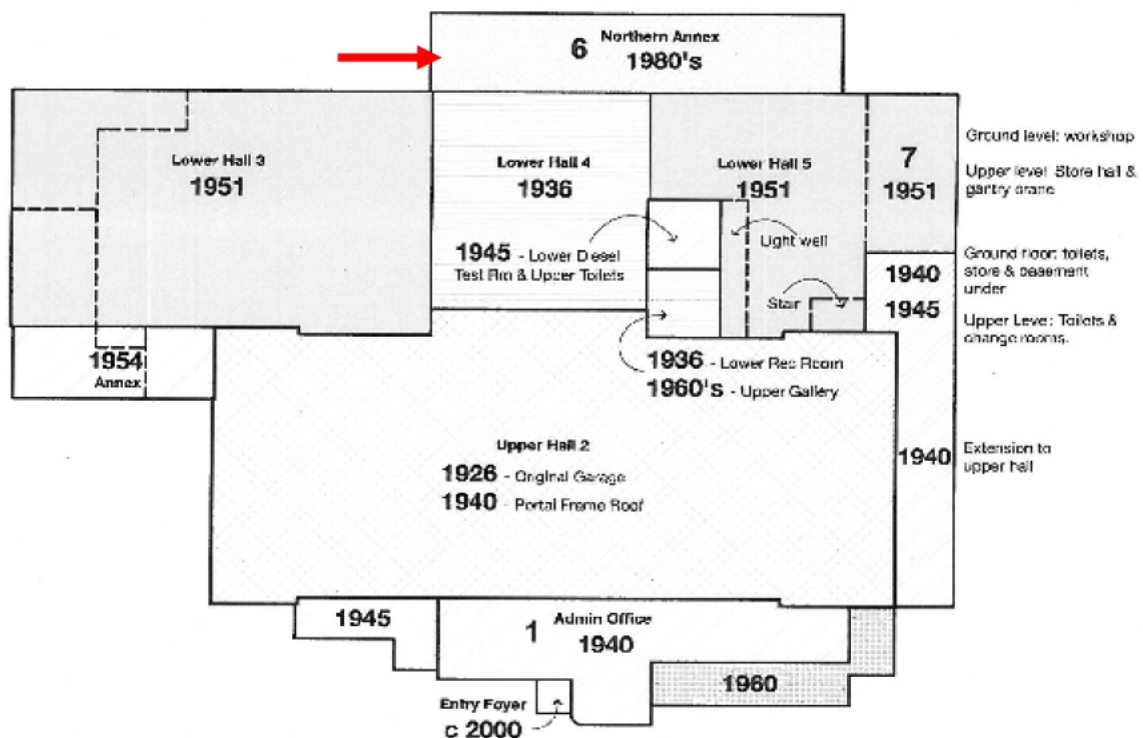 6 Northern Annex
1980's
Lower Hall 3
1951
Lower Hall 4
1936
Lower Hall 5
1951
7
1951
Ground level: workshop
Upper level: Store hall &
gantry crane
1945 - Lower Diesel
Test Rm & Upper Toilets
Light well
Stair
1940
1945
Ground floor: toilets,
store & basement
under
Upper Level: Toilets &
change rooms.
1954
Annex
1936 - Lower Rec Room
1960's - Upper Gallery
Upper Hall 2
1926 - Original Garage
1940 - Portal Frame Roof
1940
Extension to
upper hall
1945
1 Admin Office
1940
1960
Entry Foyer
c 2000